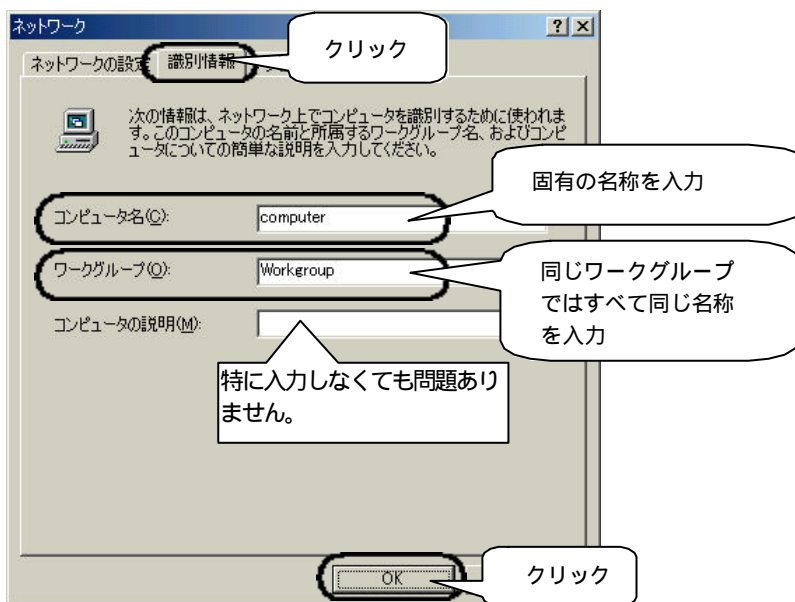 ネットワーク
クリック
ネットワークの設定
識別情報
次の情報は、ネットワーク上でコンピュータを識別するために使われま
す。このコンピュータの名前と所属するワークグループ名、およびコンピ
ュータについての簡単な説明を入力してください。
固有の名称を入力
コンピュータ名(C):
computer
ワークグループ(O):
Workgroup
同じワークグループ
ではすべて同じ名称
を入力
コンピュータの説明(M):
特に入力しなくても問題あり
ません。
OK
クリック